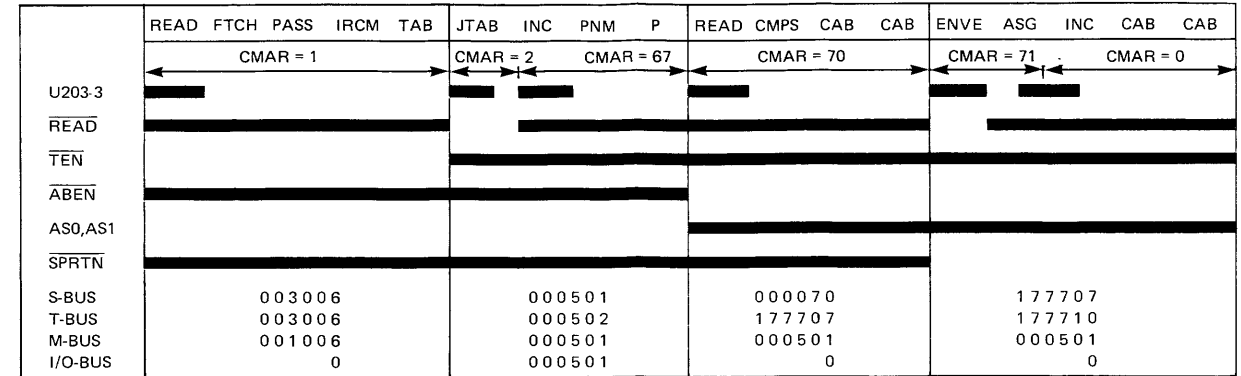 READ FTCH PASS IRCM TAB JTAB INC PNM P READ CMPS CAB CAB ENVE ASG INC CAB CAB
CMAR = 1 CMAR = 2 CMAR = 67 CMAR = 70 CMAR = 71 CMAR = 0
U203-3
READ
TEN
ABEN
AS0,AS1
SPRTN
S-BUS 003006 000501 000070 177707
T-BUS 003006 000502 177707 177710
M-BUS 001006 000501 000501 000501
I/O-BUS 0 000501 0 0